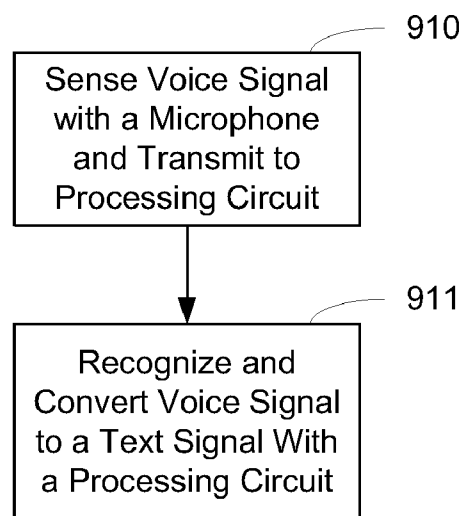 910
Sense Voice Signal
with a Microphone
and Transmit to
Processing Circuit
911
Recognize and
Convert Voice Signal
to a Text Signal With
a Processing Circuit